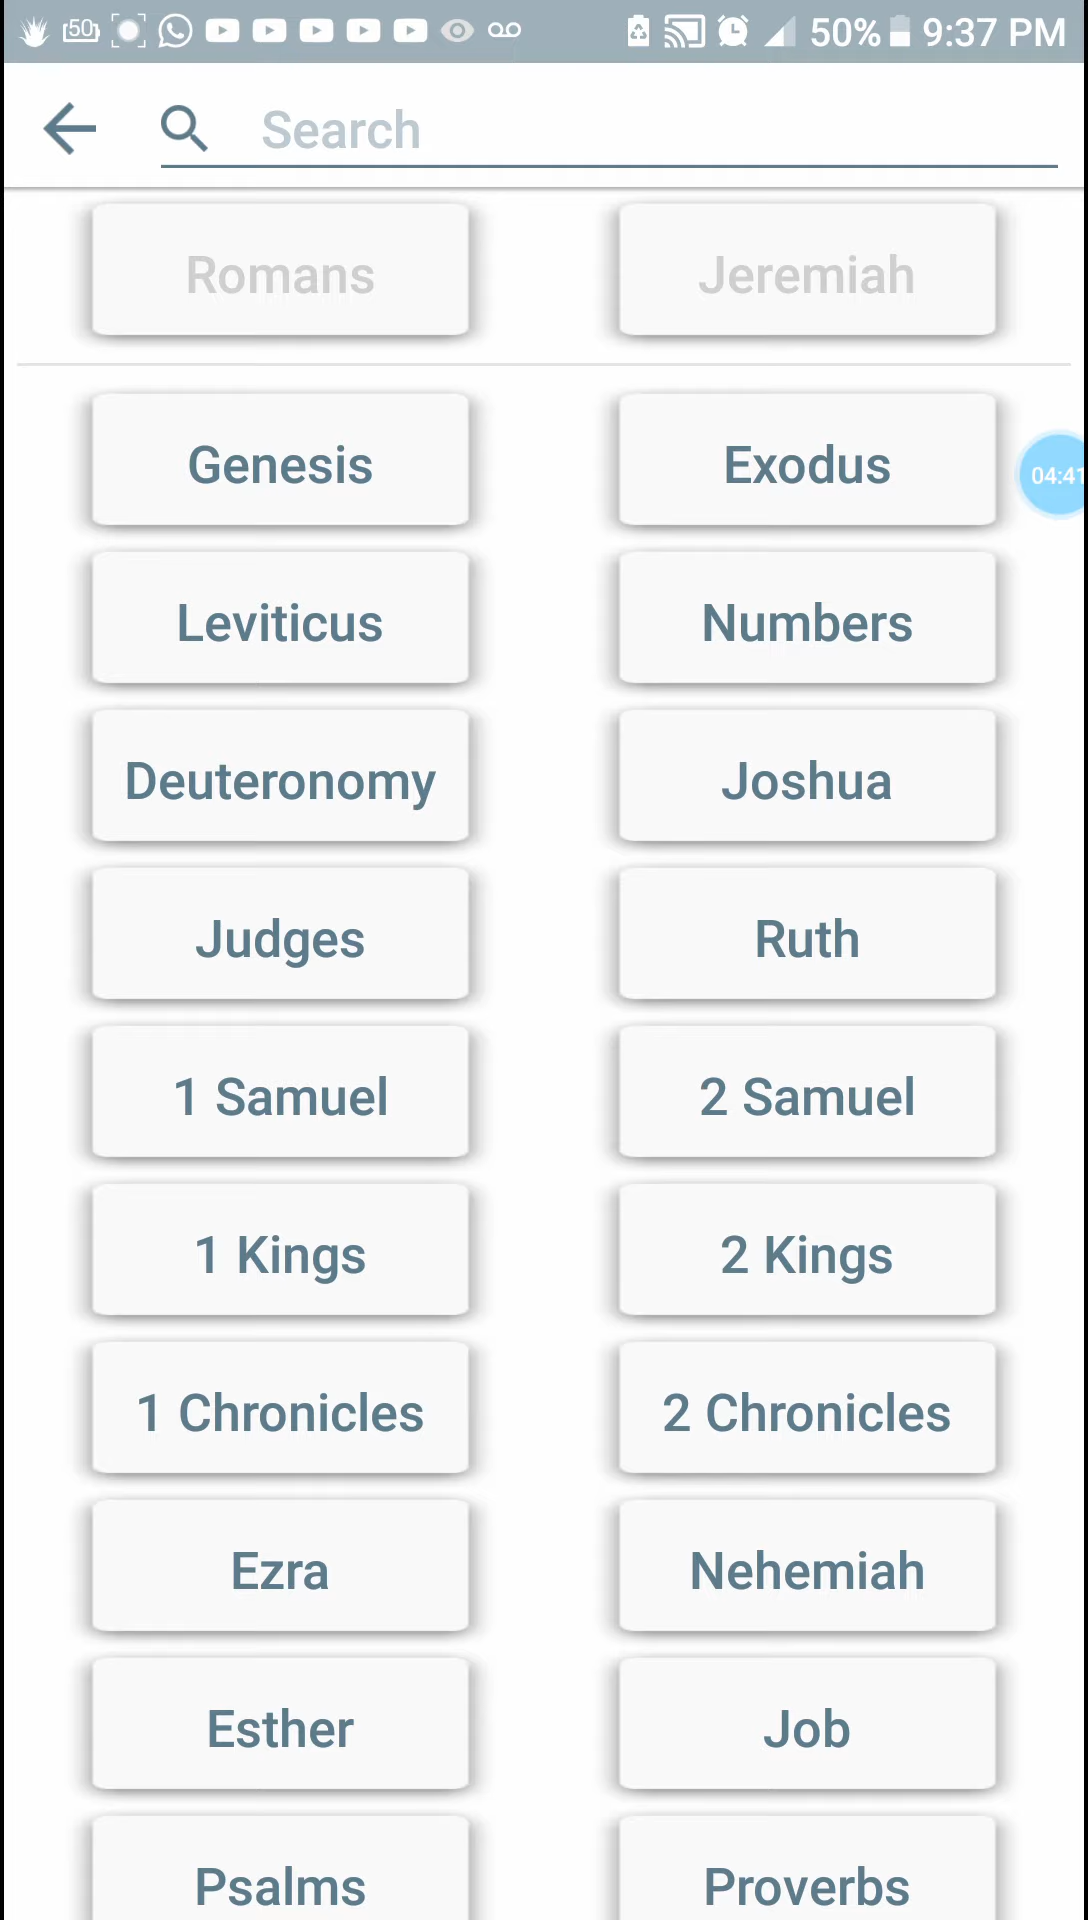 50 50% 9:37 PM
Search
Romans Jeremiah
Genesis Exodus
04:41
Leviticus Numbers
Deuteronomy Joshua
Judges Ruth
1 Samuel 2 Samuel
1 Kings 2 Kings
1 Chronicles 2 Chronicles
Ezra Nehemiah
Esther Job
Psalms Proverbs